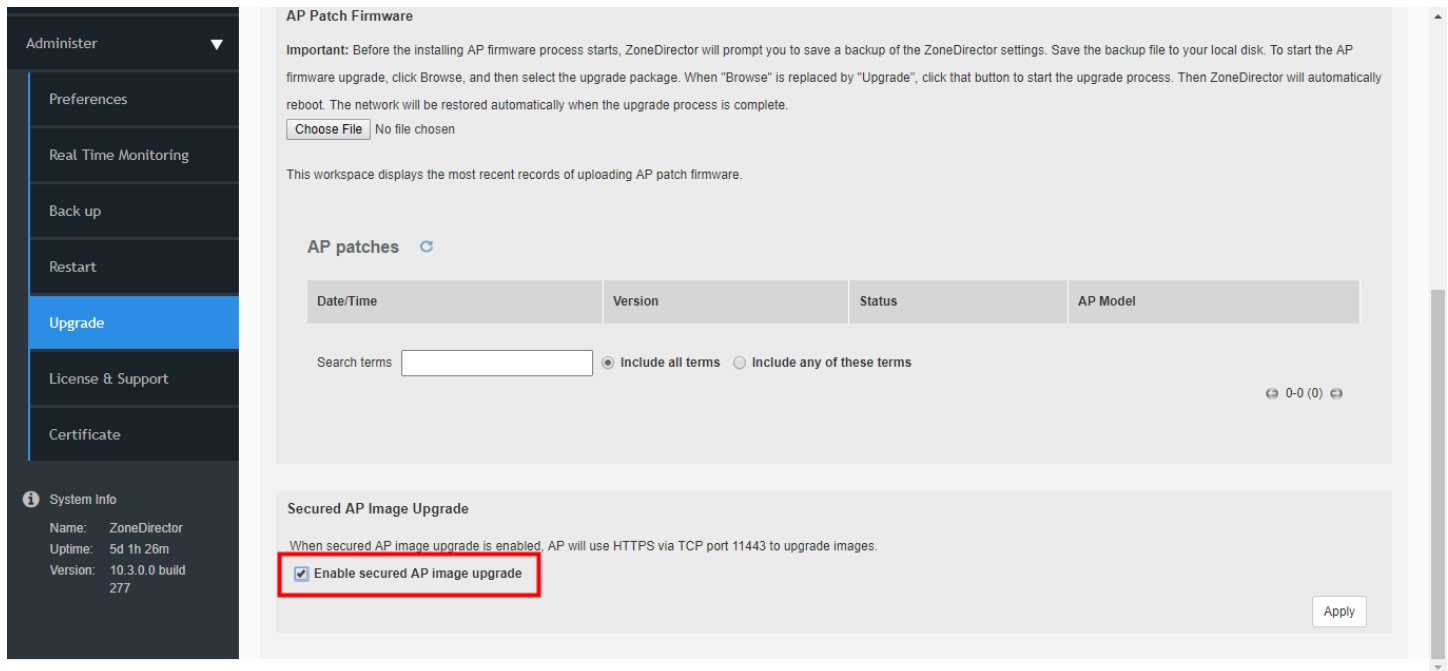 Administer
Preferences
Real Time Monitoring
Back up
Restart
Upgrade
License & Support
Certificate
System Info
Name: ZoneDirector
Uptime: 5d 1h 26m
Version: 10.3.0.0 build
277
AP Patch Firmware
Important: Before the installing AP firmware process starts, ZoneDirector will prompt you to save a backup of the ZoneDirector settings. Save the backup file to your local disk. To start the AP
firmware upgrade, click Browse, and then select the upgrade package. When "Browse" is replaced by "Upgrade", click that button to start the upgrade process. Then ZoneDirector will automatically
reboot. The network will be restored automatically when the upgrade process is complete.
Choose File No file chosen
This workspace displays the most recent records of uploading AP patch firmware.
AP patches
Date/Time Version Status AP Model
Search terms Include all terms Include any of these terms
0-0 (0)
Secured AP Image Upgrade
When secured AP image upgrade is enabled, AP will use HTTPS via TCP port 11443 to upgrade images.
Enable secured AP image upgrade
Apply